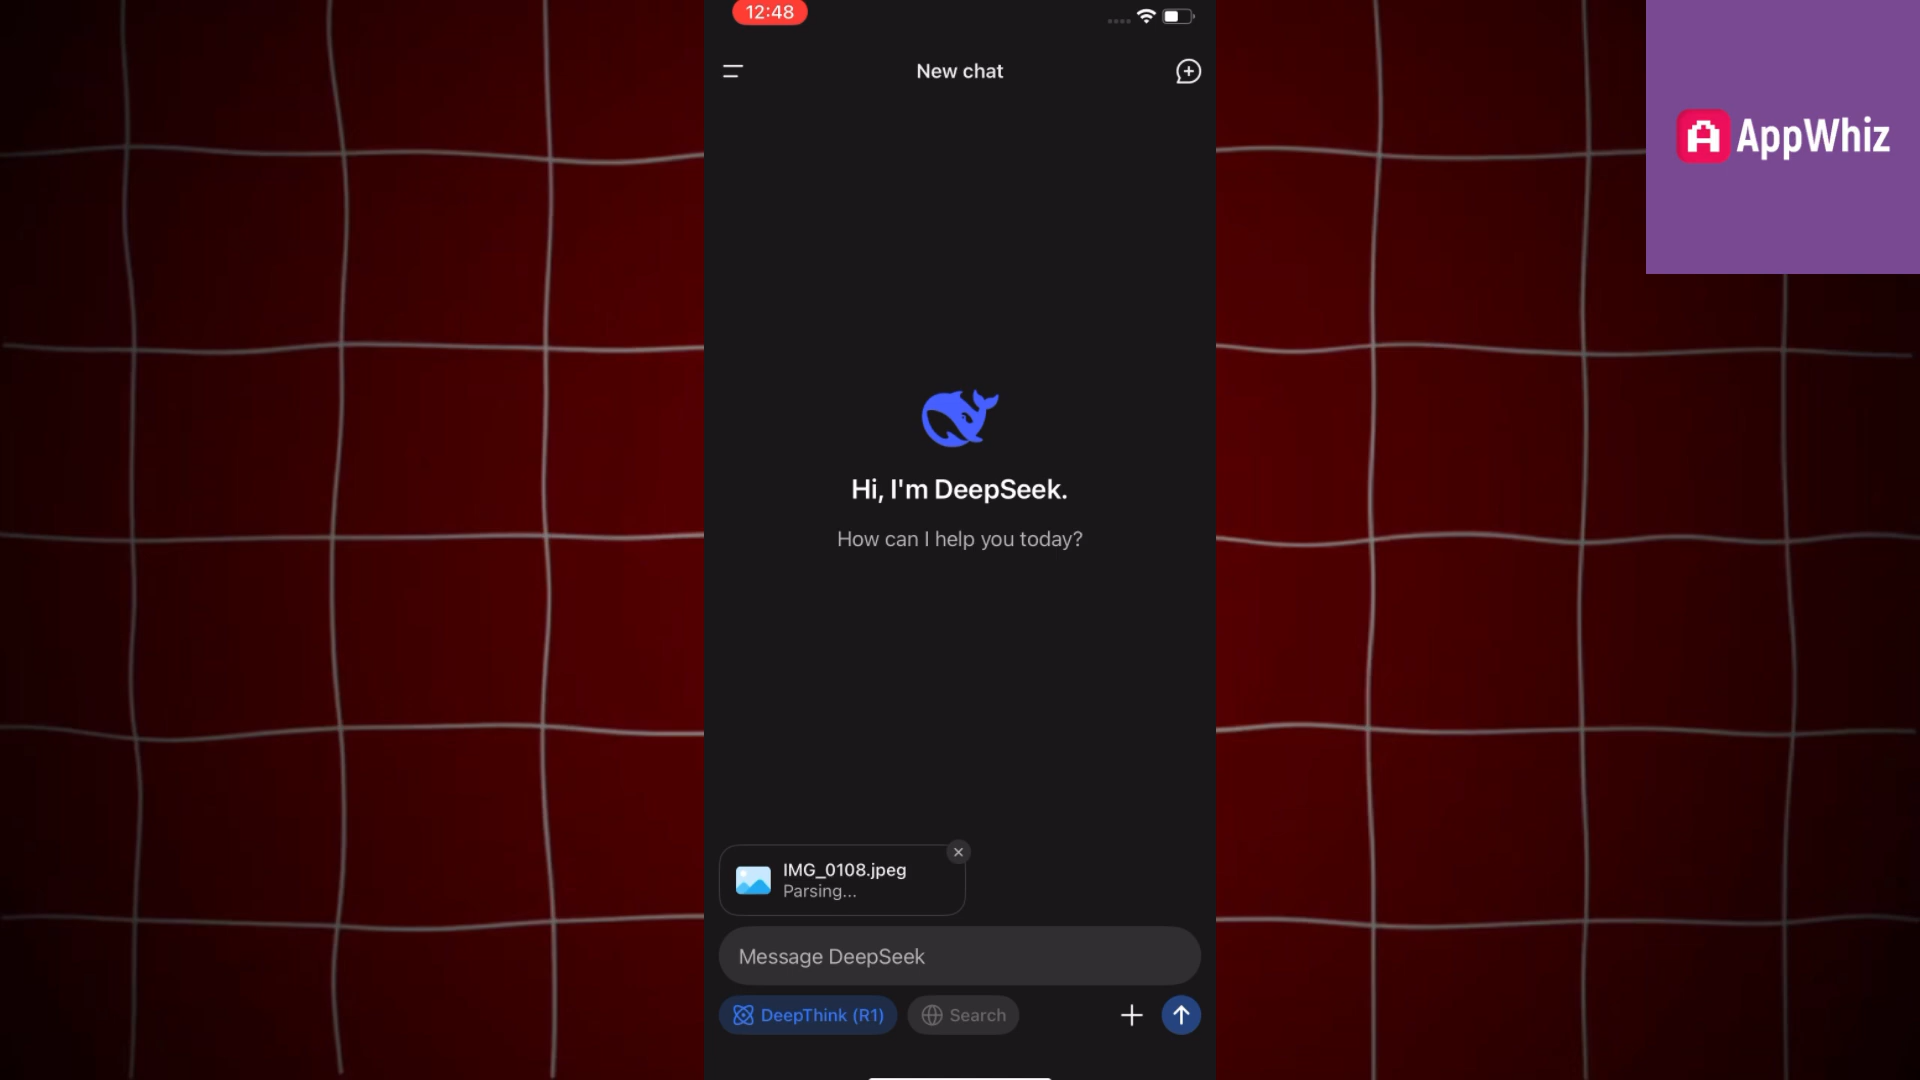 12:48
New chat
AppWhiz
Hi, I'm DeepSeek.
How can I help you today?
IMG_0108.jpeg
Parsing...
Message DeepSeek
DeepThink (R1)
Search